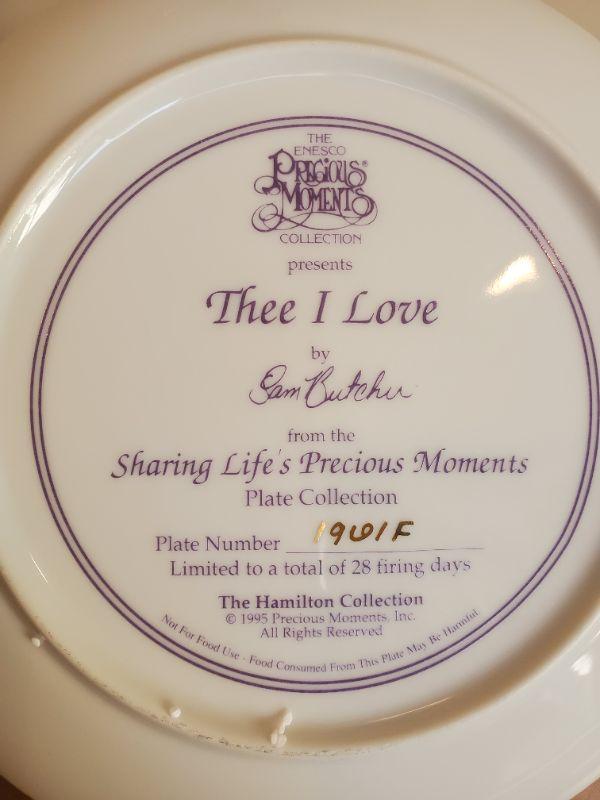 THE
ENESCO
PRECIOUS®
MOMENTS
COLLECTION
presents
Thee I Love
by
Sam Butcher
from the
Sharing Life's Precious Moments
Plate Collection
Plate Number 1961F
Limited to a total of 28 firing days
The Hamilton Collection
© 1995 Precious Moments, Inc.
All Rights Reserved
Not For Food Use - Food Consumed From This Plate May Be Harmful.